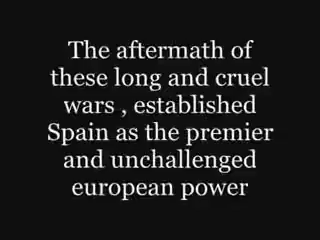 The aftermath of
these long and cruel
wars , established
Spain as the premier
and unchallenged
european power